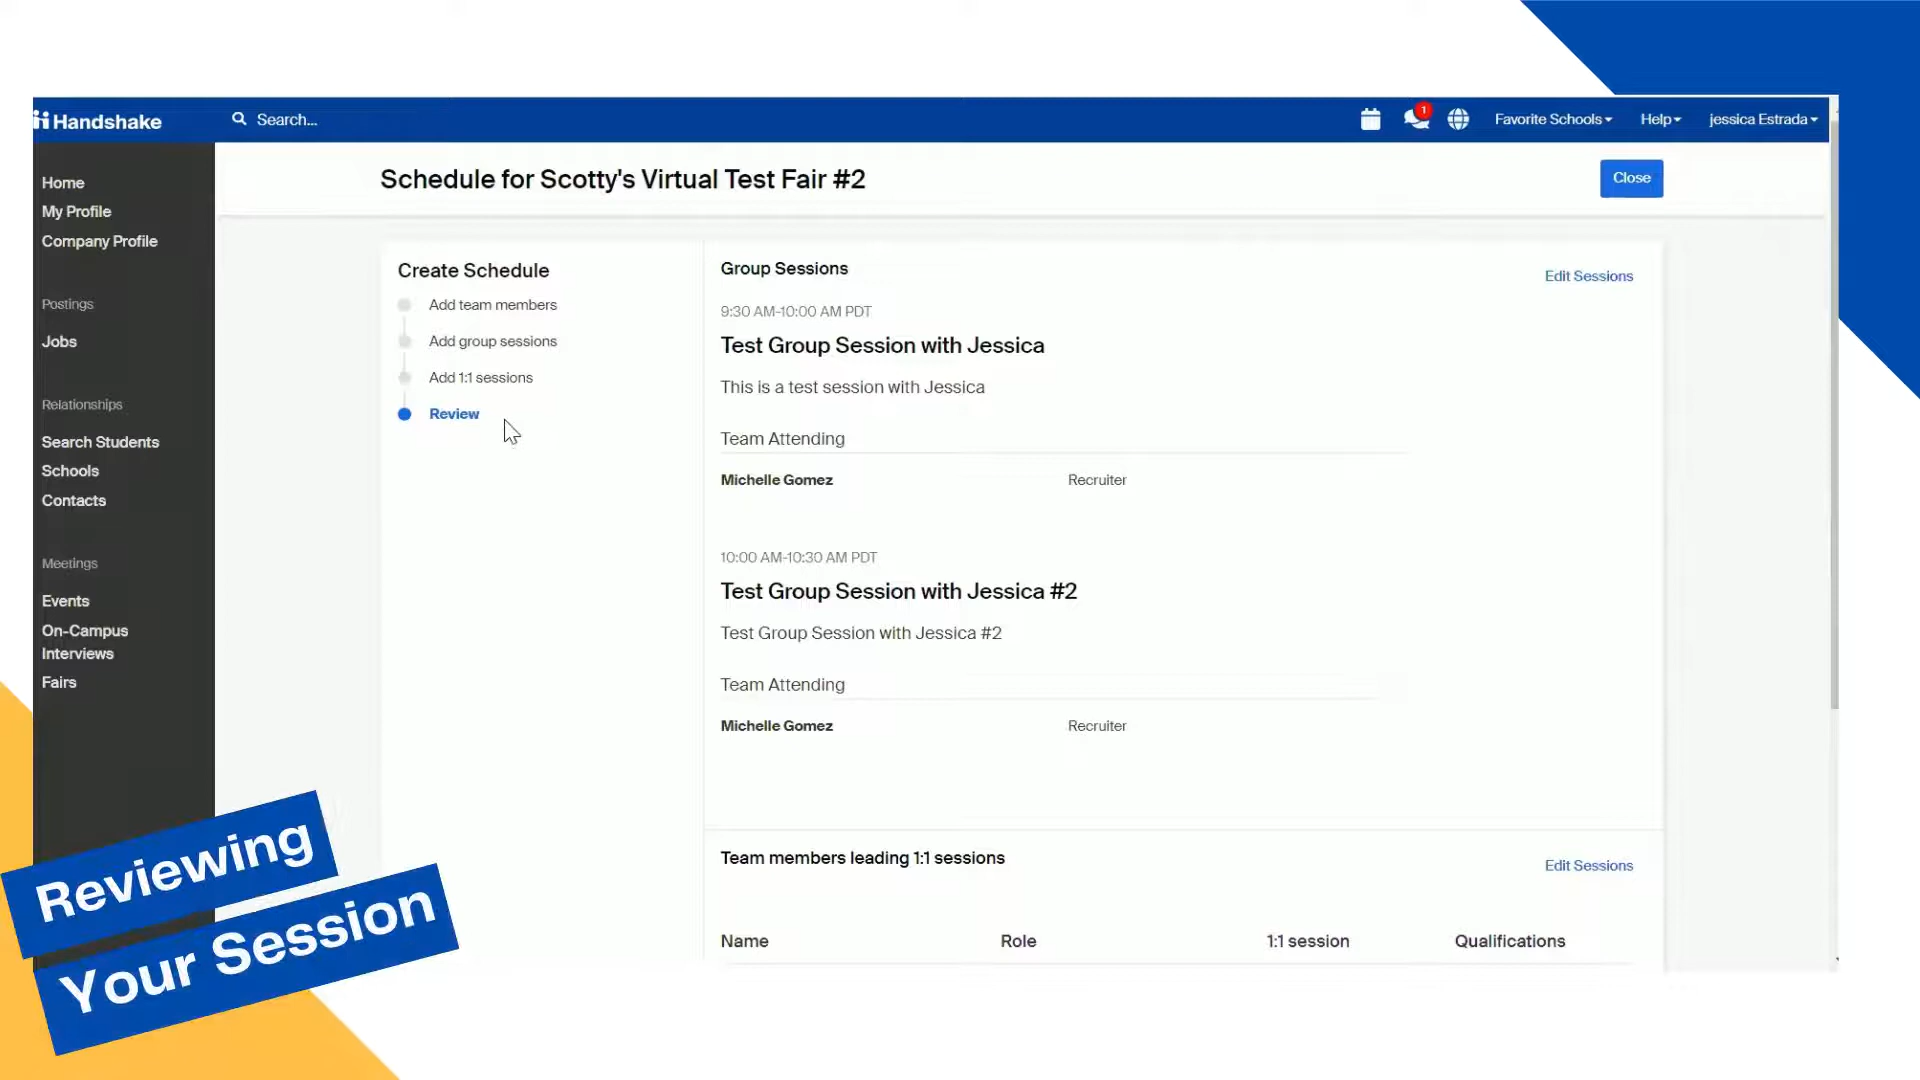 Handshake
Search...
1
Favorite Schools
Help
jessica Estrada
Home
My Profile
Company Profile
Postings
Jobs
Relationships
Search Students
Schools
Contacts
Meetings
Events
On-Campus
Interviews
Fairs
Schedule for Scotty's Virtual Test Fair #2
Close
Create Schedule
Add team members
Add group sessions
Add 1:1 sessions
Review
Group Sessions
Edit Sessions
9:30 AM-10:00 AM PDT
Test Group Session with Jessica
This is a test session with Jessica
Team Attending
Michelle Gomez Recruiter
10:00 AM-10:30 AM PDT
Test Group Session with Jessica #2
Test Group Session with Jessica #2
Team Attending
Michelle Gomez Recruiter
Team members leading 1:1 sessions
Edit Sessions
Name Role 1:1 session Qualifications
Reviewing
Your Session